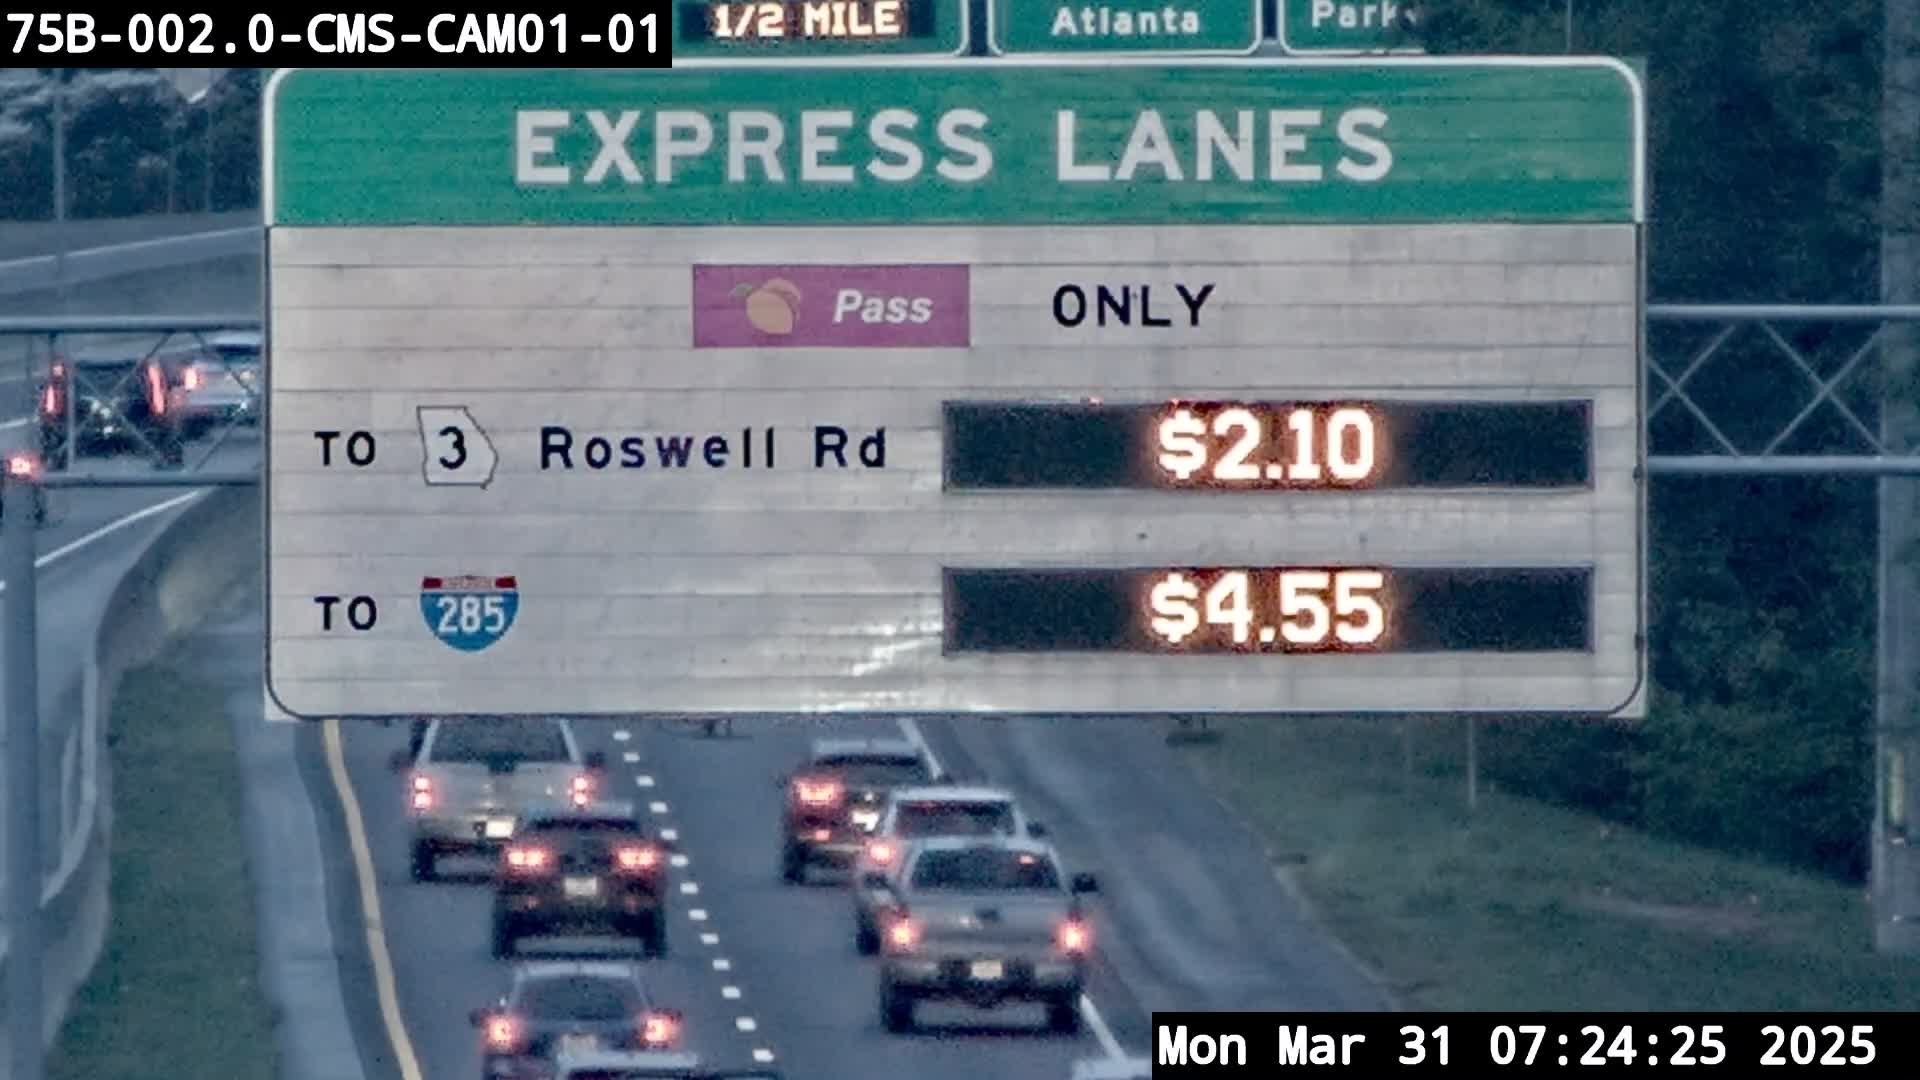 75B-002.0-CMS-CAM01-01
1/2 MILE
Atlanta
EXPRESS LANES
Pass ONLY
TO 3 Roswell Rd $2.10
TO 285 $4.55
Mon Mar 31 07:24:25 2025